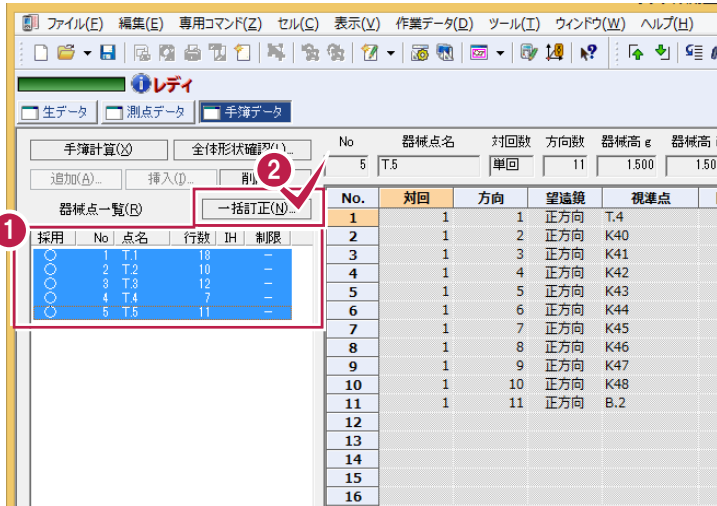 ファイル(F) 編集(E) 専用コマンド(Z) セル(C) 表示(V) 作業データ(D) ツール(T) ウィンドウ(W) ヘルプ(H)
レディ
生データ 測点データ 手簿データ
手簿計算(X) 全体形状確認(L)...
追加(A)... 挿入(I)... 削
器械点一覧(R) 一括訂正(N)...
2
1
採用 No 点名 行数 IH 制限
○ 1 T.1 18 −
○ 2 T.2 10 −
○ 3 T.3 12 −
○ 4 T.4 7 −
○ 5 T.5 11 −
No 器械点名 対回数 方向数 器械高 g 器械高 i
5 T.5 単回 11 1.500 1.50
No. 対回 方向 望遠鏡 視準点
1 1 1 正方向 T.4
2 1 2 正方向 K40
3 1 3 正方向 K41
4 1 4 正方向 K42
5 1 5 正方向 K43
6 1 6 正方向 K44
7 1 7 正方向 K45
8 1 8 正方向 K46
9 1 9 正方向 K47
10 1 10 正方向 K48
11 1 11 正方向 B.2
12
13
14
15
16